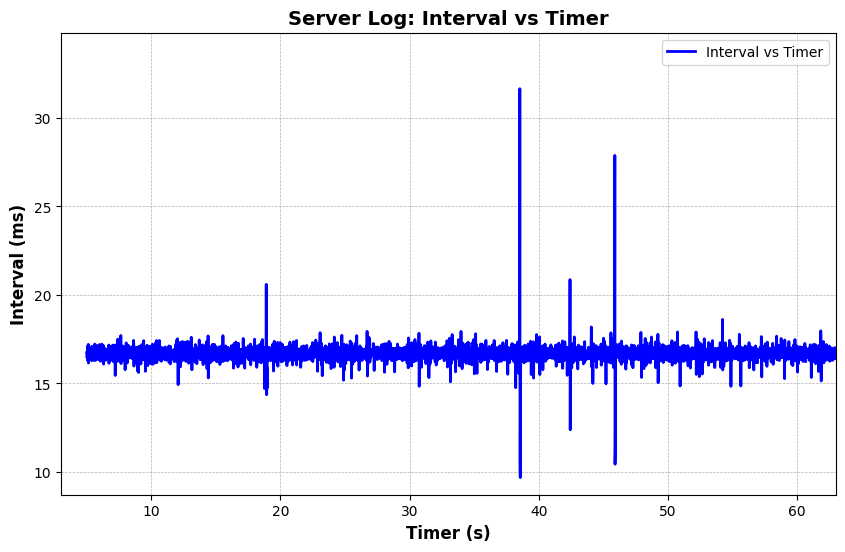 Server Log: Interval vs Timer
Interval vs Timer
Interval (ms)
30
25
20
15
10
10 20 30 40 50 60
Timer (s)